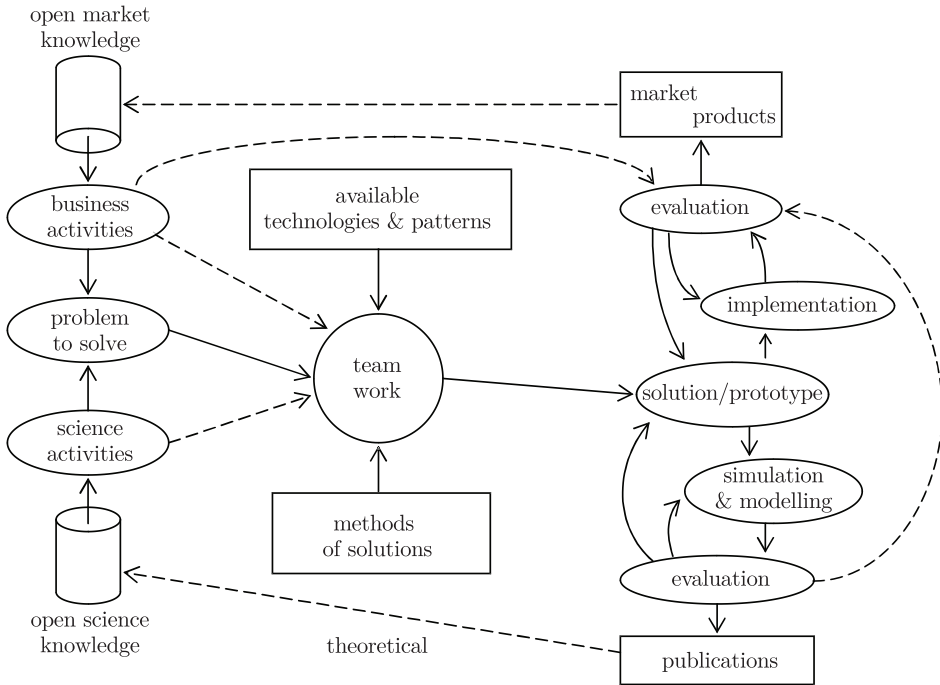 open market
knowledge
market
products
business
activities
available
technologies & patterns
evaluation
problem
to solve
implementation
team
work
solution/prototype
science
activities
simulation
& modelling
methods
of solutions
evaluation
open science
knowledge
theoretical
publications